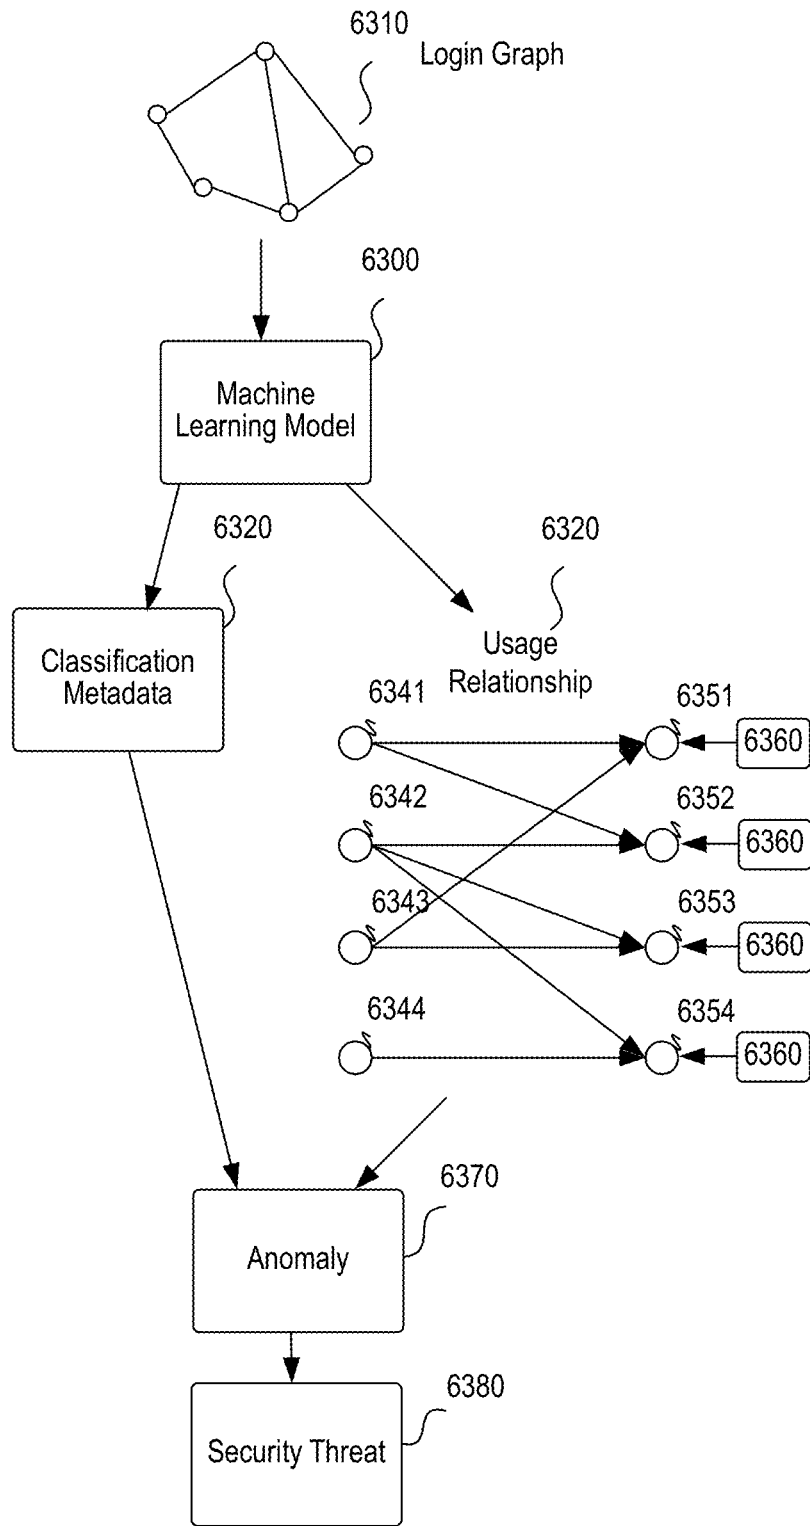 6310
Login Graph
6300
Machine
Learning Model
6320
6320
Classification
Metadata
Usage
Relationship
6341
6351
6360
6342
6352
6360
6343
6353
6360
6344
6354
6360
6370
Anomaly
6380
Security Threat